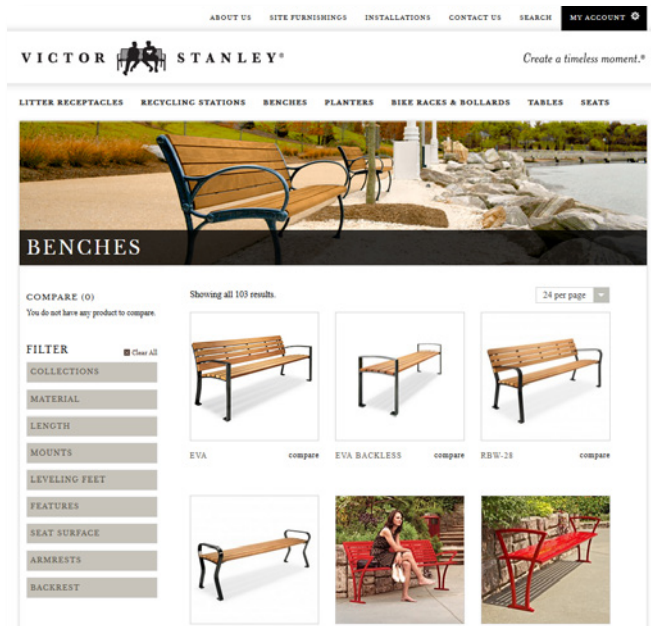 ABOUT US SITE FURNISHINGS INSTALLATIONS CONTACT US SEARCH MY ACCOUNT
VICTOR STANLEY®
Create a timeless moment.®
LITTER RECEPTACLES RECYCLING STATIONS BENCHES PLANTERS BIKE RACKS & BOLLARDS TABLES SEATS
BENCHES
COMPARE (0)
You do not have any product to compare.
FILTER
Clear All
COLLECTIONS
MATERIAL
LENGTH
MOUNTS
LEVELING FEET
FEATURES
SEAT SURFACE
ARMRESTS
BACKREST
Showing all 103 results.
24 per page
EVA compare
EVA BACKLESS compare
RBW-28 compare